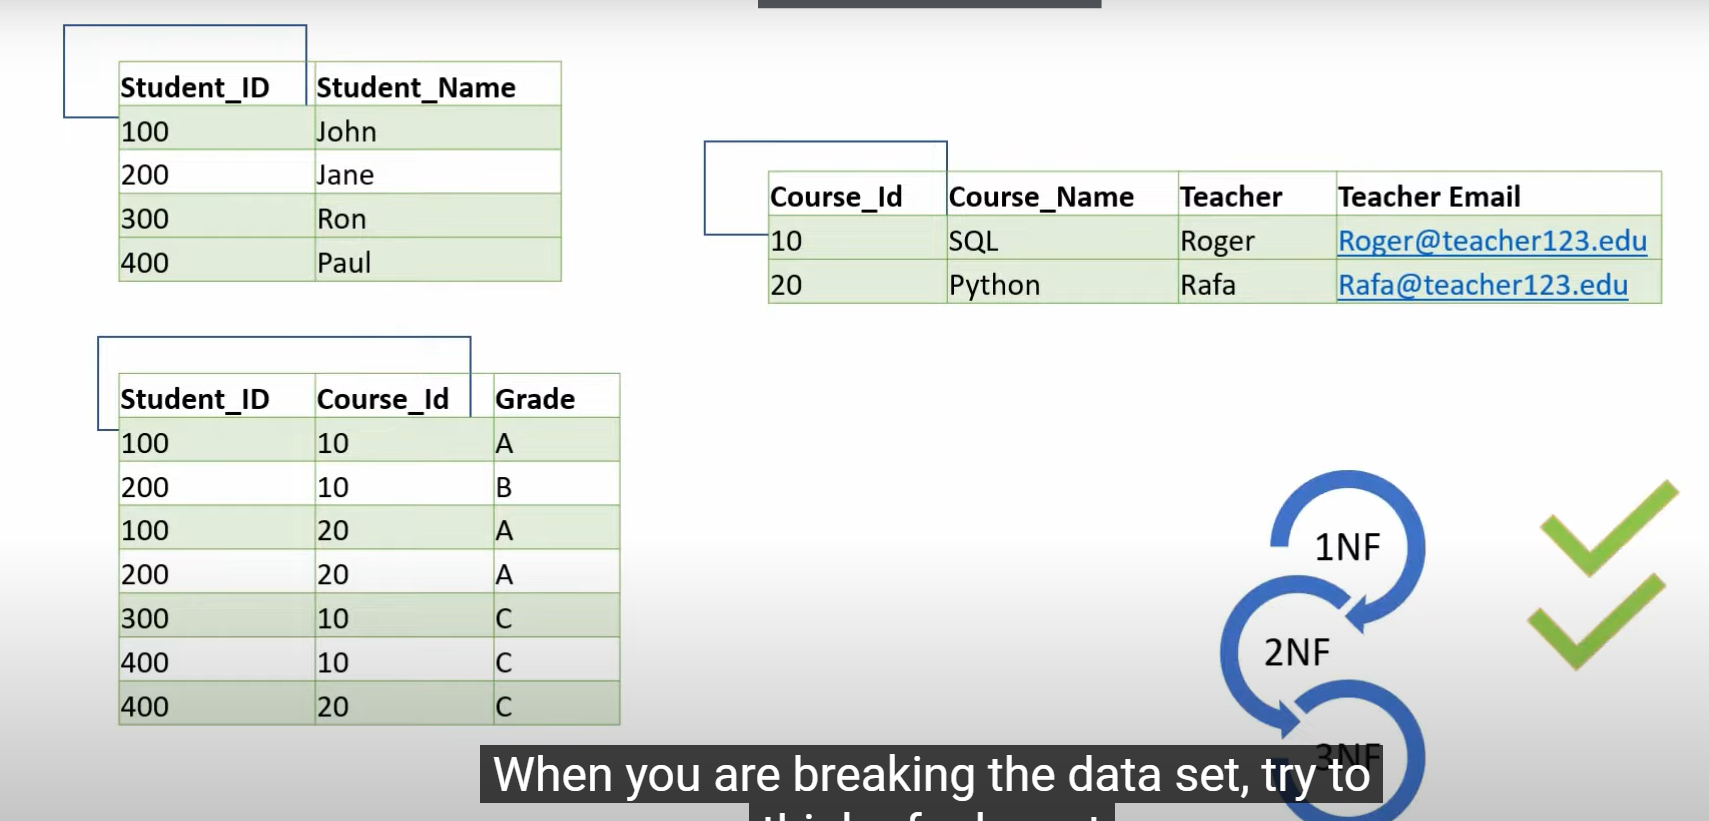 Student_ID Student_Name
100 John
200 Jane
300 Ron
400 Paul
Course_Id Course_Name Teacher Teacher Email
10 SQL Roger Roger@teacher123.edu
20 Python Rafa Rafa@teacher123.edu
Student_ID Course_Id Grade
100 10 A
200 10 B
100 20 A
200 20 A
300 10 C
400 10 C
400 20 C
1NF
2NF
3NF
When you are breaking the data set, try to